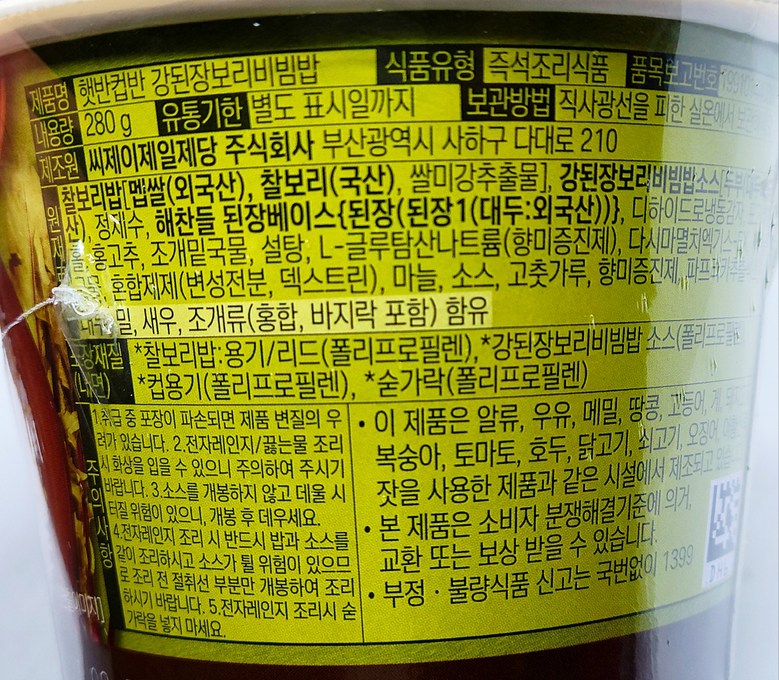 제품명 햇반컵반 강된장보리비빔밥 식품유형 즉석조리식품 품목보고번호
내용량 280 g 유통기한 별도 표시일까지 보관방법 직사광선을 피한 실온에서
제조원 씨제이제일제당 주식회사 부산광역시 사하구 다대로 210
찰보리밥[멥쌀(외국산), 찰보리(국산), 쌀미강추출물], 강된장보리비빔밥소스[두부
산), 정제수, 해찬들 된장베이스{된장(된장1(대두:외국산))}, 디하이드로냉동감자
홍고추, 조개밑국물, 설탕, L-글루탐산나트륨(향미증진제), 다시마멸치엑기스
혼합제제(변성전분, 덱스트린), 마늘, 소스, 고춧가루, 향미증진제, 파프리카추출
밀, 새우, 조개류(홍합, 바지락 포함) 함유
포장재질 *찰보리밥:용기/리드(폴리프로필렌), *강된장보리비빔밥 소스(폴리프로필렌
(내면) *컵용기(폴리프로필렌), *숟가락(폴리프로필렌)
주의사항
1.취급 중 포장이 파손되면 제품 변질의 우
려가 있습니다. 2.전자레인지/끓는물 조리
시 화상을 입을 수 있으니 주의하여 주시기
바랍니다. 3.소스를 개봉하지 않고 데울 시
터질 위험이 있으니, 개봉 후 데우세요.
4.전자레인지 조리 시 반드시 밥과 소스를
같이 조리하시고 소스가 튈 위험이 있으므
로 조리 전 절취선 부분만 개봉하여 조리
하시기 바랍니다. 5.전자레인지 조리시 숟
가락을 넣지 마세요.
• 이 제품은 알류, 우유, 메밀, 땅콩, 고등어, 게, 돼지
복숭아, 토마토, 호두, 닭고기, 쇠고기, 오징어,
잣을 사용한 제품과 같은 시설에서 제조되고
• 본 제품은 소비자 분쟁해결기준에 의거,
교환 또는 보상 받을 수 있습니다.
• 부정 · 불량식품 신고는 국번없이 1399